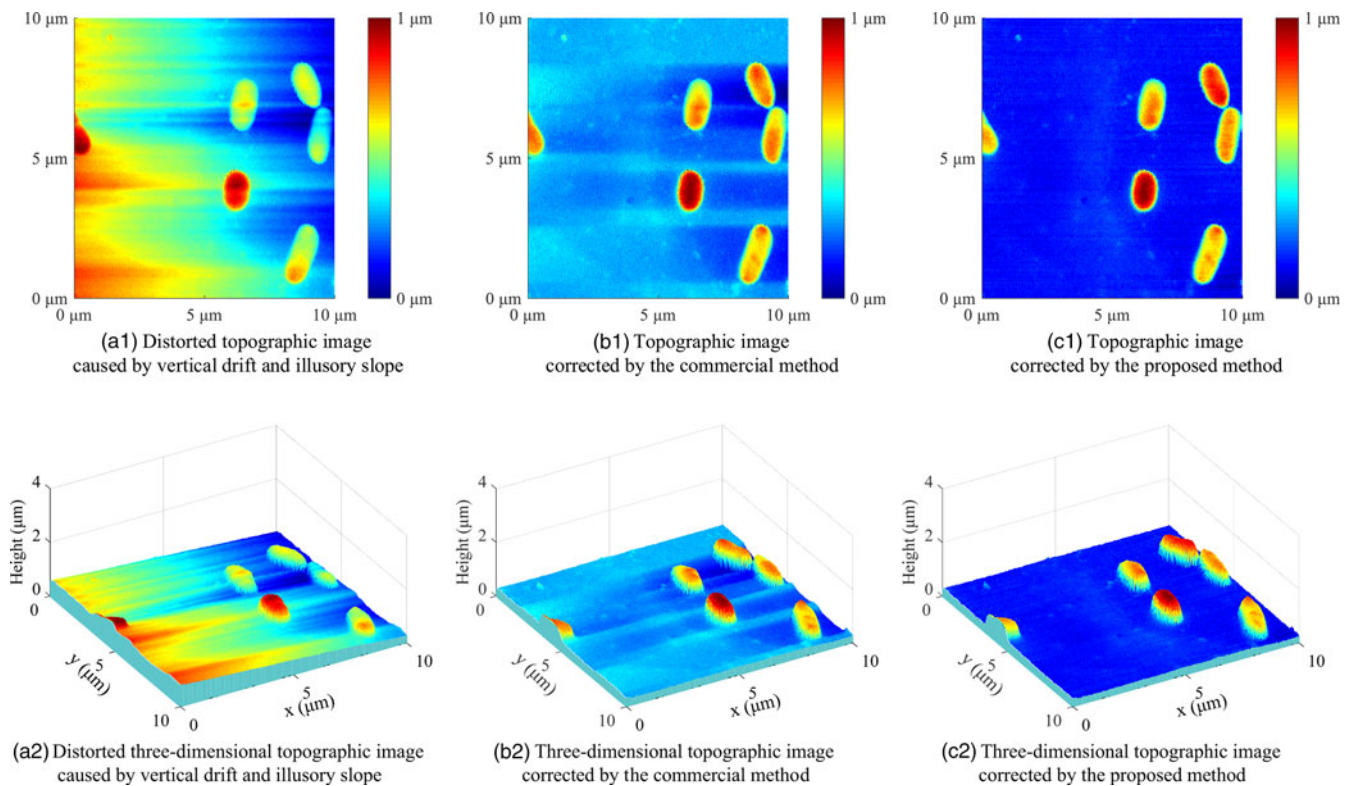 10 μm
1 μm
5 μm
0 μm
0 μm
0 μm
5 μm
10 μm
(a1) Distorted topographic image
caused by vertical drift and illusory slope
10 μm
1 μm
5 μm
0 μm
0 μm
0 μm
5 μm
10 μm
(b1) Topographic image
corrected by the commercial method
10 μm
1 μm
5 μm
0 μm
0 μm
0 μm
5 μm
10 μm
(c1) Topographic image
corrected by the proposed method
4
2
0
Height (μm)
0
5
10
y (μm)
0
5
10
x (μm)
(a2) Distorted three-dimensional topographic image
caused by vertical drift and illusory slope
4
2
0
Height (μm)
0
5
10
y (μm)
0
5
10
x (μm)
(b2) Three-dimensional topographic image
corrected by the commercial method
4
2
0
Height (μm)
0
5
10
y (μm)
0
5
10
x (μm)
(c2) Three-dimensional topographic image
corrected by the proposed method